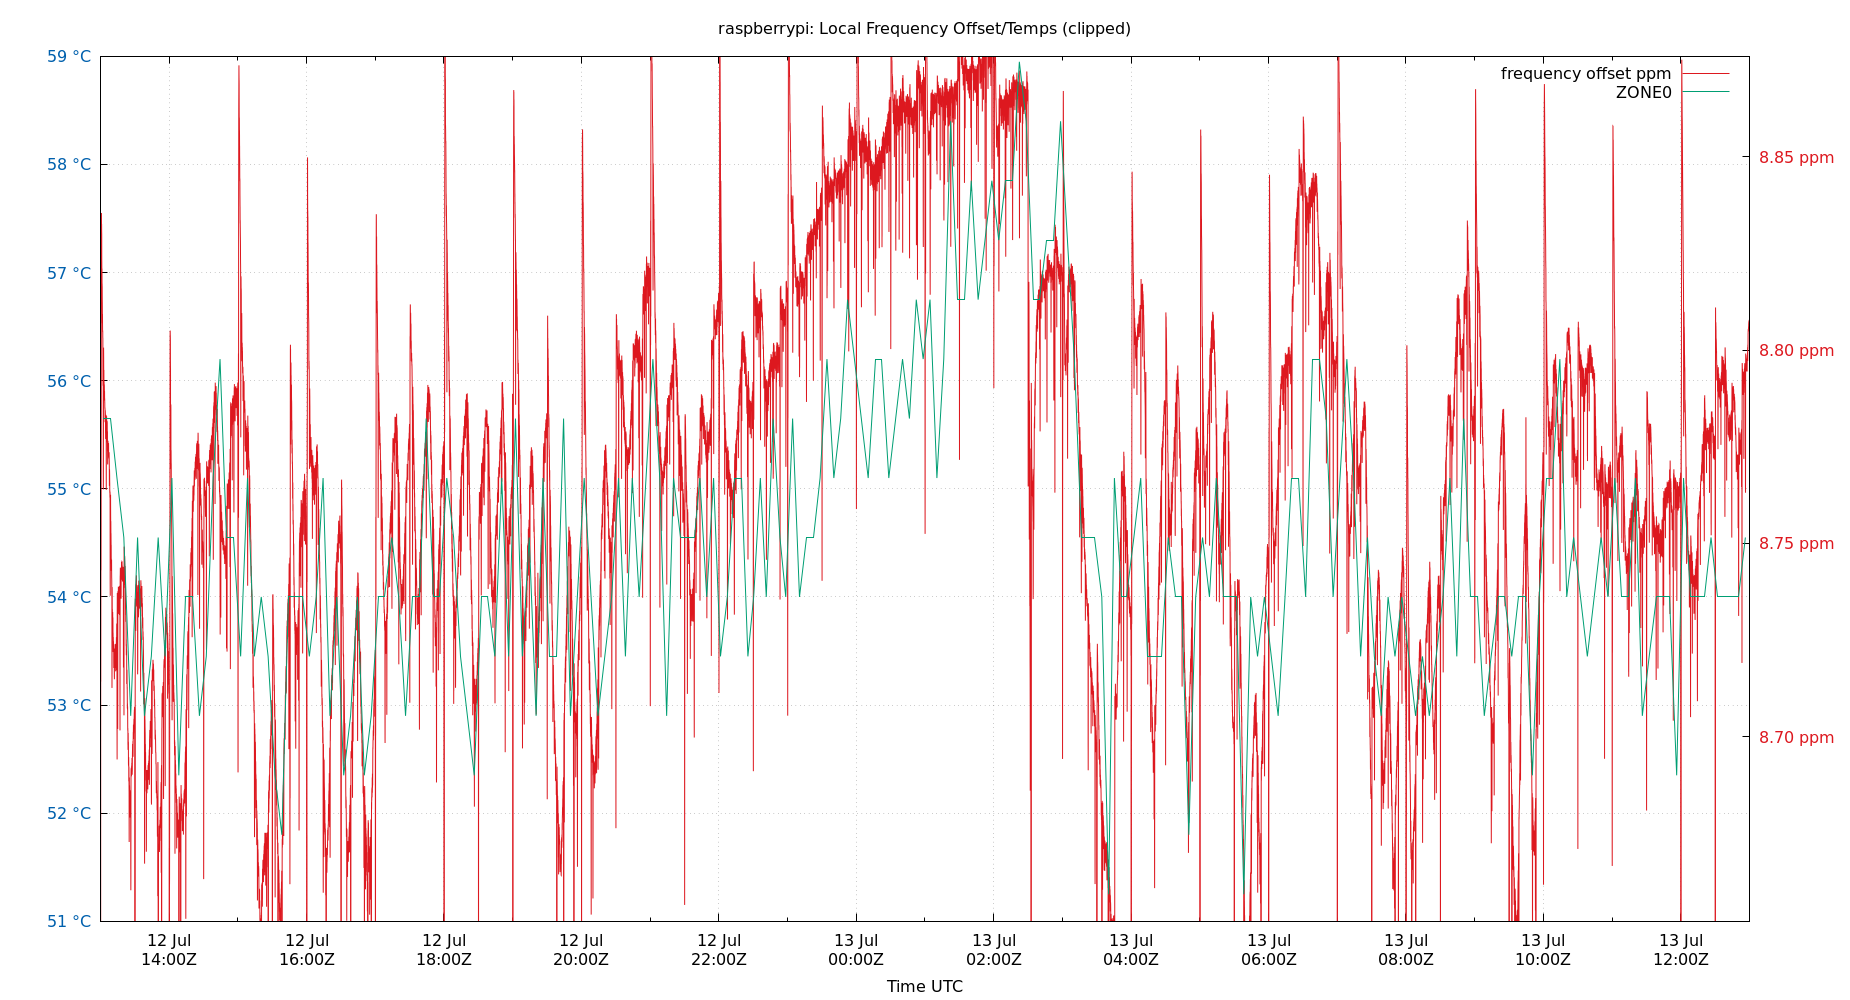 raspberrypi: Local Frequency Offset/Temps (clipped)
59 °C
58 °C
57 °C
56 °C
55 °C
54 °C
53 °C
52 °C
51 °C
frequency offset ppm
ZONE0
8.85 ppm
8.80 ppm
8.75 ppm
8.70 ppm
12 Jul 12 Jul 12 Jul 12 Jul 12 Jul 13 Jul 13 Jul 13 Jul 13 Jul 13 Jul 13 Jul 13 Jul
14:00Z 16:00Z 18:00Z 20:00Z 22:00Z 00:00Z 02:00Z 04:00Z 06:00Z 08:00Z 10:00Z 12:00Z
Time UTC